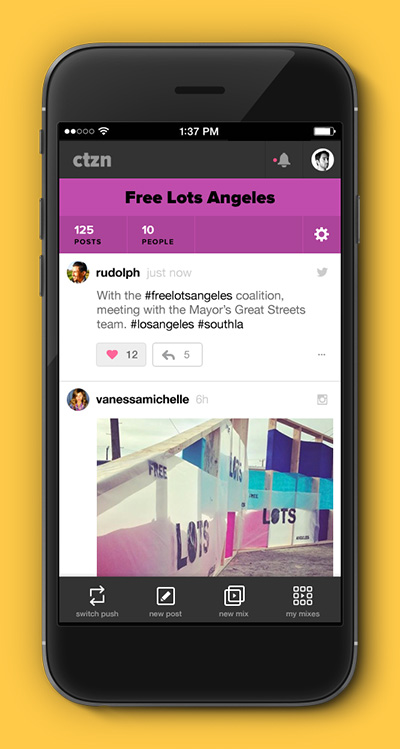 1:37 PM
ctzn
Free Lots Angeles
125
POSTS
10
PEOPLE
rudolph just now
With the #freelotsangeles coalition,
meeting with the Mayor's Great Streets
team. #losangeles #southla
12
5
vanessamichelle 6h
FREE
LOTS
LOTS
LOTS
switch push
new post
new mix
my mixes